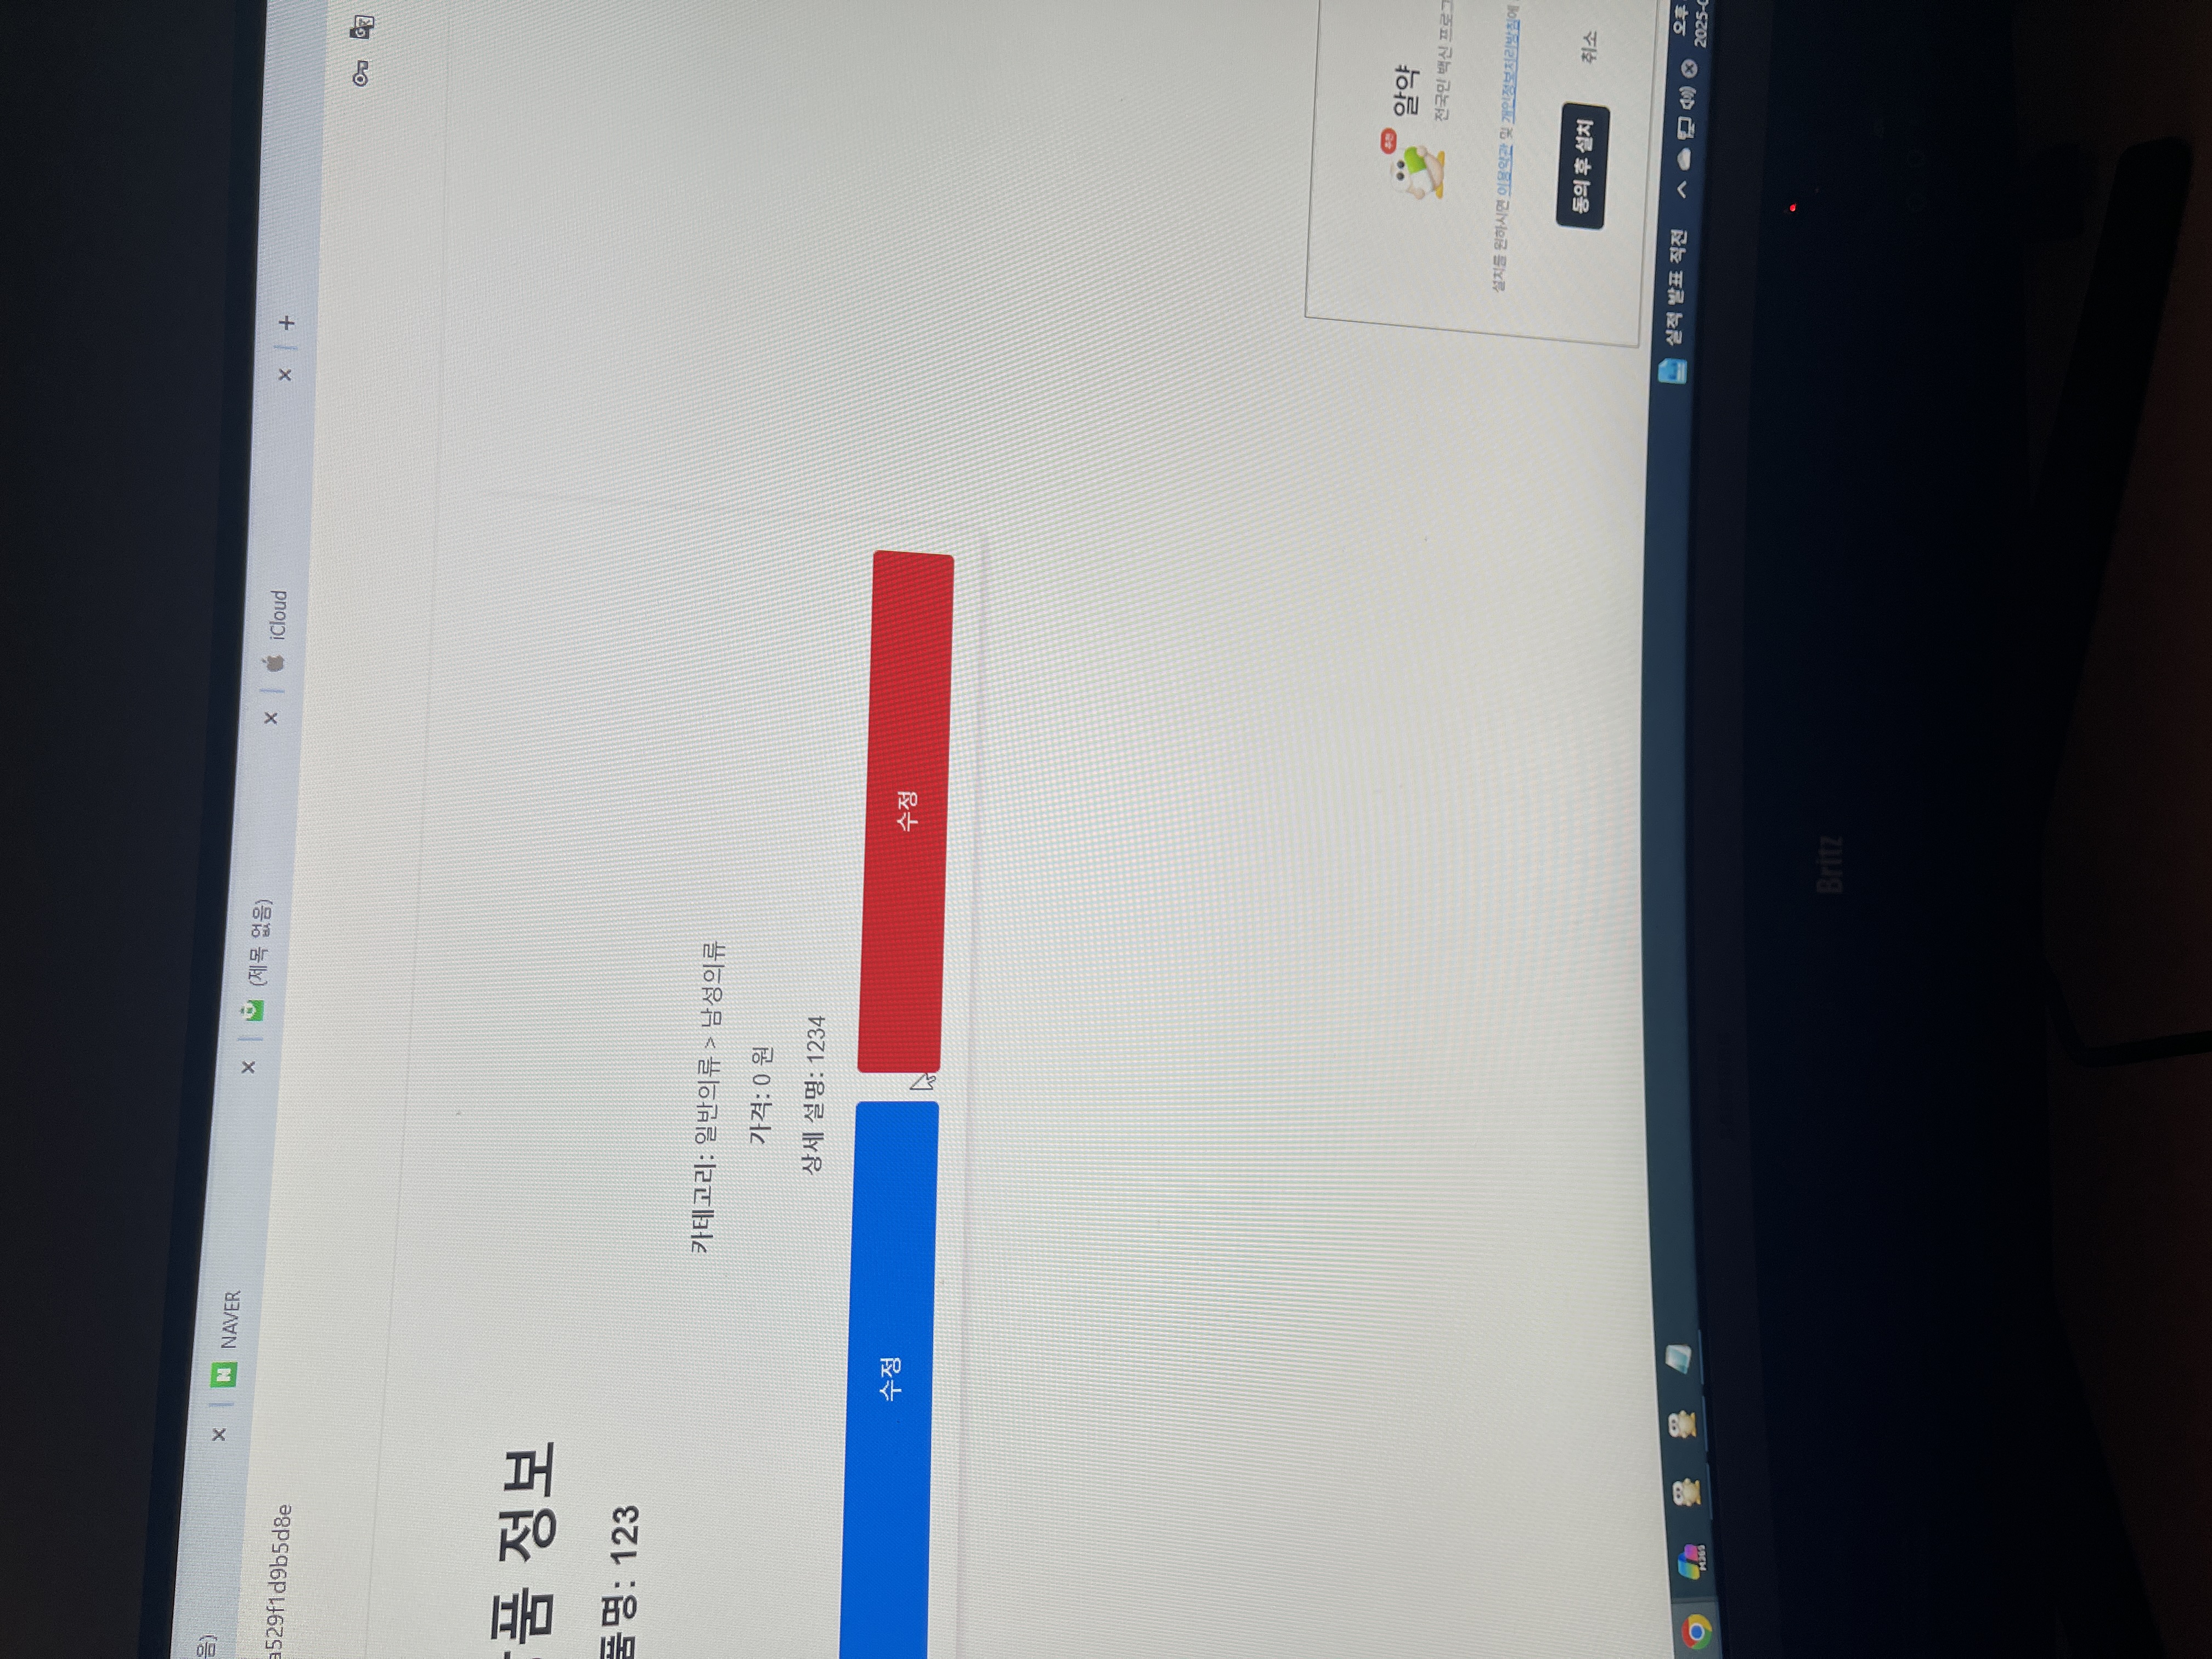 음)
NAVER
(제목 없음)
iCloud
a529f1d9b5d8e
품 정보
품명: 123
카테고리: 일반의류 > 남성의류
가격: 0 원
상세 설명: 1234
수정
수정
추천
알약
전국민 백신 프로그
설치를 원하시면 이용약관 및 개인정보처리방침에
동의 후 설치
취소
M365
실적 발표 직전
오후
2025-0
SAMSUNG
Britz